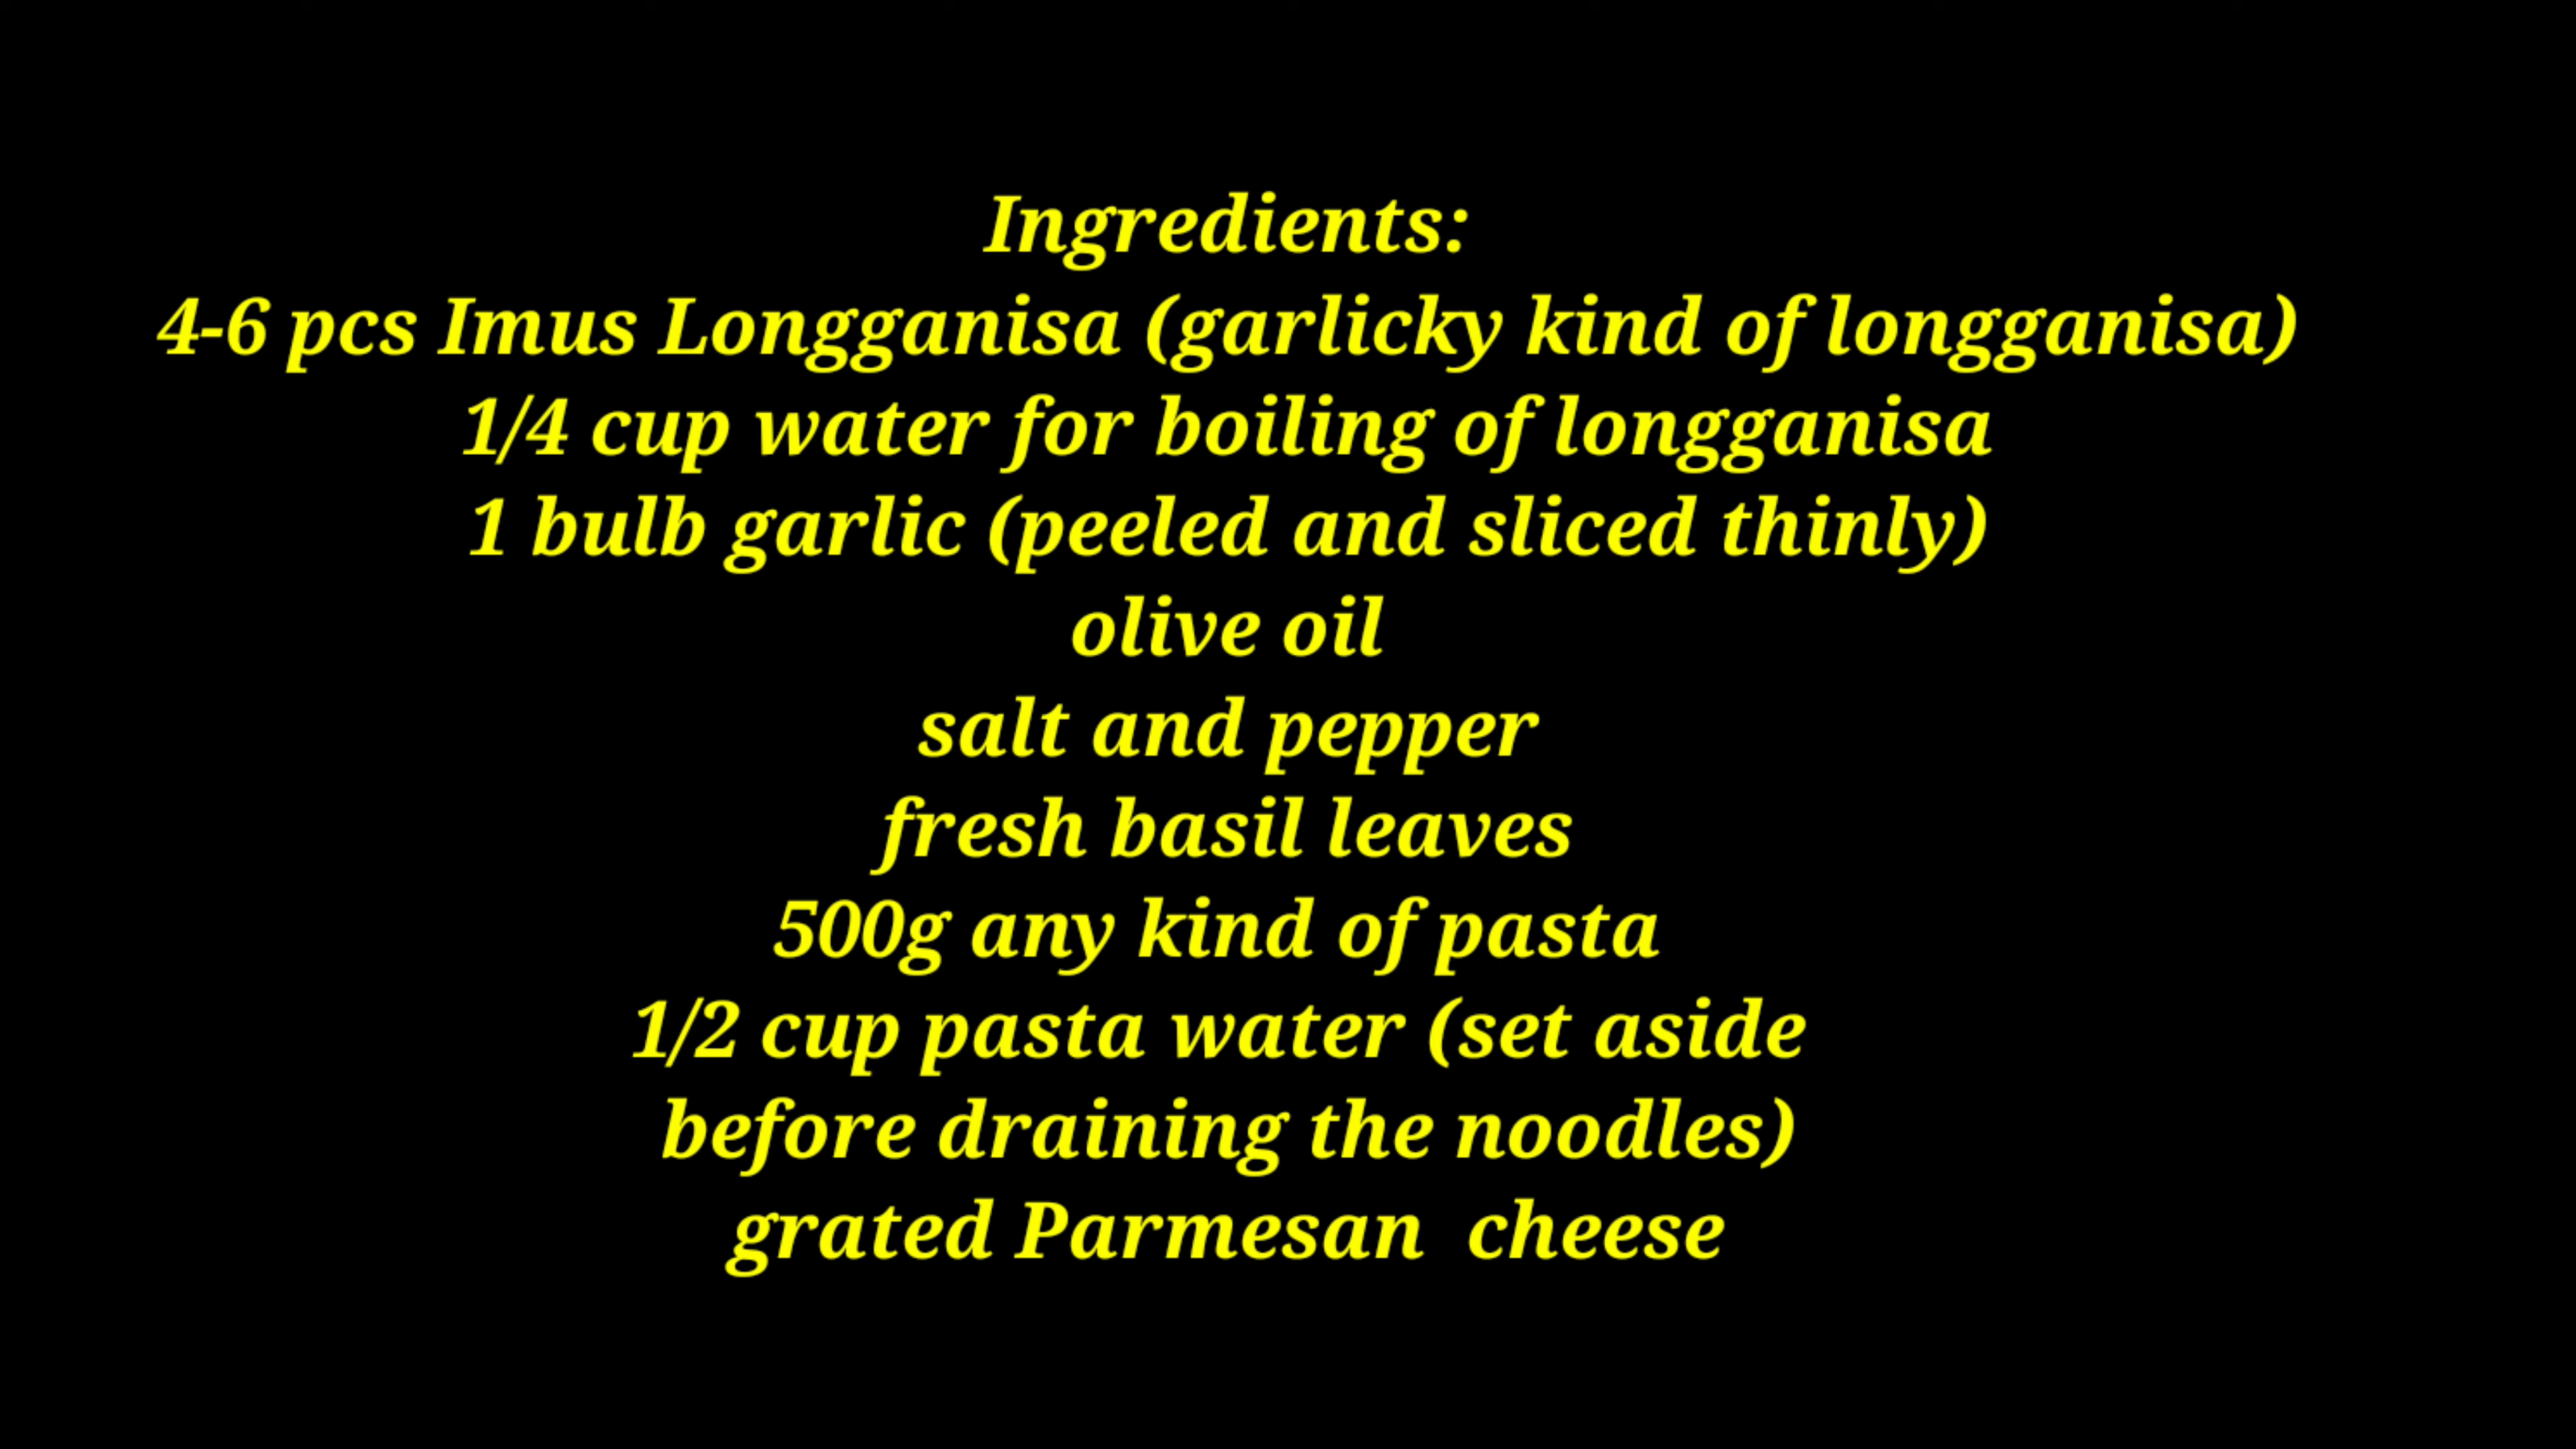 Ingredients:
4-6 pcs Imus Longganisa (garlicky kind of longganisa)
1/4 cup water for boiling of longganisa
1 bulb garlic (peeled and sliced thinly)
olive oil
salt and pepper
fresh basil leaves
500g any kind of pasta
1/2 cup pasta water (set aside
before draining the noodles)
grated Parmesan  cheese